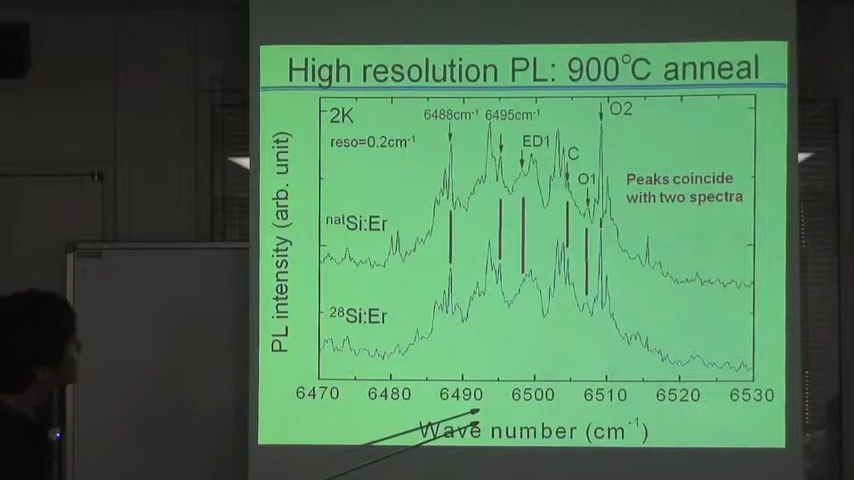 High resolution PL: 900°C anneal
2K
6488cm⁻¹
6495cm⁻¹
O2
reso=0.2cm⁻¹
ED1
C
O1
Peaks coincide
with two spectra
ⁿᵃᵗSi:Er
²⁸Si:Er
PL intensity (arb. unit)
6470 6480 6490 6500 6510 6520 6530
Wave number (cm⁻¹)